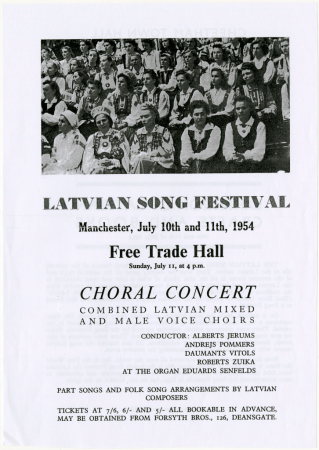 LATVIAN SONG FESTIVAL
Manchester, July 10th and 11th, 1954
Free Trade Hall
Sunday, July 11, at 4 p.m.
CHORAL CONCERT
COMBINED LATVIAN MIXED
AND MALE VOICE CHOIRS
CONDUCTOR: ALBERTS JERUMS
ANDREJS POMMERS
DAUMANTS VITOLS
ROBERTS ZUIKA
AT THE ORGAN EDUARDS SENFELDS
PART SONGS AND FOLK SONG ARRANGEMENTS BY LATVIAN
COMPOSERS
TICKETS AT 7/6, 6/- AND 5/- ALL BOOKABLE IN ADVANCE,
MAY BE OBTAINED FROM FORSYTH BROS., 126, DEANSGATE.